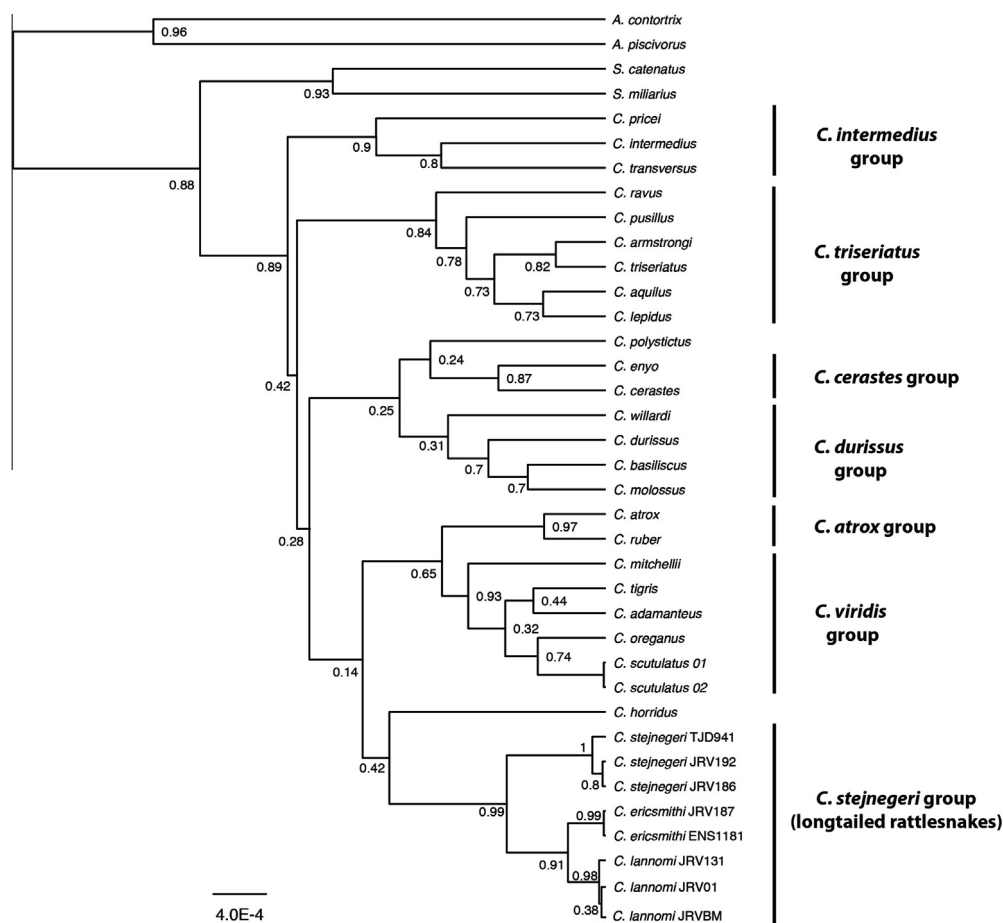 A. contortrix
0.96
A. piscivorus
S. catenatus
0.93
S. miliarius
C. pricei
0.9
C. intermedius
0.8
C. transversus
C. intermedius
group
0.88
C. ravus
0.84
C. pusillus
0.78
C. armstrongi
0.82
C. triseriatus
0.73
C. aquilus
0.73
C. lepidus
C. triseriatus
group
0.89
C. polystictus
0.24
C. enyo
0.87
C. cerastes
C. cerastes group
0.42
0.25
C. willardi
0.31
C. durissus
0.7
C. basiliscus
0.7
C. molossus
C. durissus
group
C. atrox
0.97
C. ruber
C. atrox group
0.28
0.65
C. mitchellii
0.93
C. tigris
0.44
C. adamanteus
0.32
C. oreganus
0.74
C. scutulatus 01
C. scutulatus 02
C. viridis
group
0.14
C. horridus
0.42
C. stejnegeri TJD941
1
C. stejnegeri JRV192
0.8
C. stejnegeri JRV186
0.99
C. ericsmithi JRV187
0.99
C. ericsmithi ENS1181
0.91
C. lannomi JRV131
0.98
C. lannomi JRV01
0.38
C. lannomi JRVBM
C. stejnegeri group
(longtailed rattlesnakes)
4.0E-4